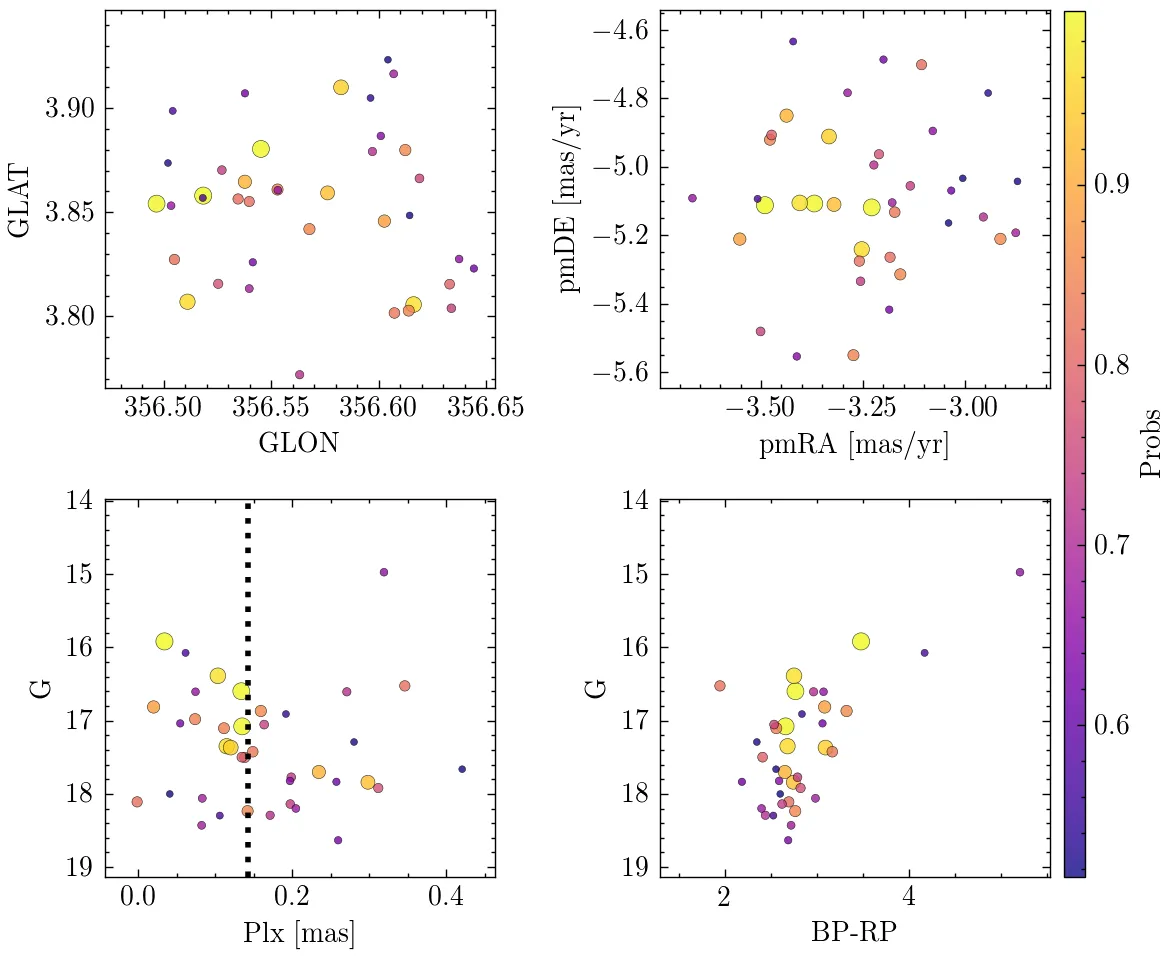 3.90
3.85
3.80
GLAT
356.50 356.55 356.60 356.65
GLON
−4.6
−4.8
−5.0
−5.2
−5.4
−5.6
pmDE [mas/yr]
−3.50 −3.25 −3.00
pmRA [mas/yr]
14
15
16
17
18
19
G
0.0 0.2 0.4
Plx [mas]
14
15
16
17
18
19
G
2 4
BP-RP
0.9
0.8
0.7
0.6
Probs